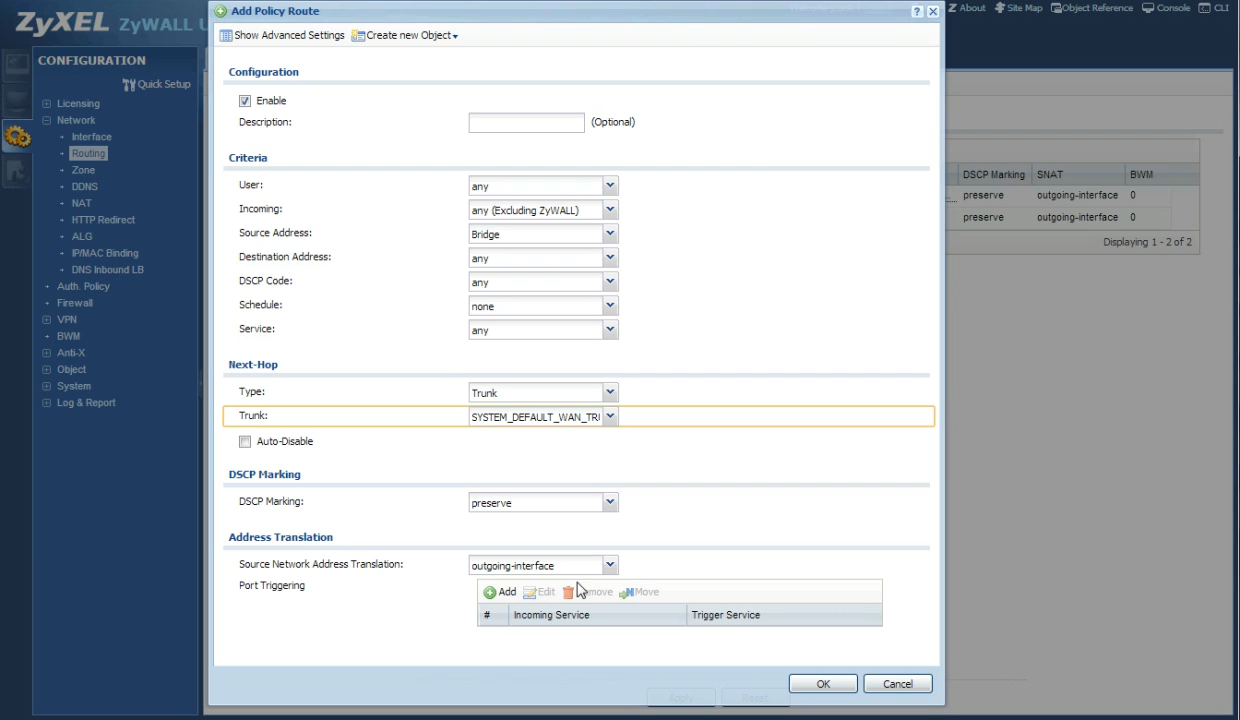 ZyXEL ZyWALL
About Site Map Object Reference Console CLI
CONFIGURATION
Quick Setup
Licensing
Network
Interface
Routing
Zone
DDNS
NAT
HTTP Redirect
ALG
IP/MAC Binding
DNS Inbound LB
Auth. Policy
Firewall
VPN
BWM
Anti-X
Object
System
Log & Report
Add Policy Route
Show Advanced Settings Create new Object
Configuration
Enable
Description: (Optional)
Criteria
User: any
Incoming: any (Excluding ZyWALL)
Source Address: Bridge
Destination Address: any
DSCP Code: any
Schedule: none
Service: any
Next-Hop
Type: Trunk
Trunk: SYSTEM_DEFAULT_WAN_TRU
Auto-Disable
DSCP Marking
DSCP Marking: preserve
Address Translation
Source Network Address Translation: outgoing-interface
Port Triggering
Add Edit Move
# Incoming Service Trigger Service
OK Cancel
Apply Reset
DSCP Marking SNAT BWM
preserve outgoing-interface 0
preserve outgoing-interface 0
Displaying 1 - 2 of 2